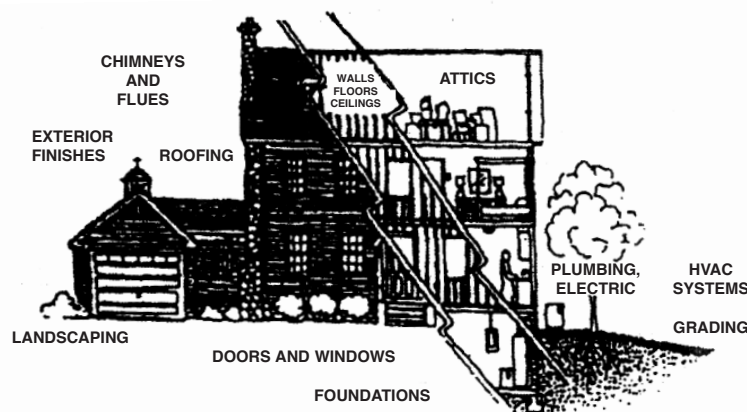 CHIMNEYS
AND
FLUES
WALLS
FLOORS
CEILINGS
ATTICS
EXTERIOR
FINISHES
ROOFING
PLUMBING,
ELECTRIC
HVAC
SYSTEMS
LANDSCAPING
GRADING
DOORS AND WINDOWS
FOUNDATIONS